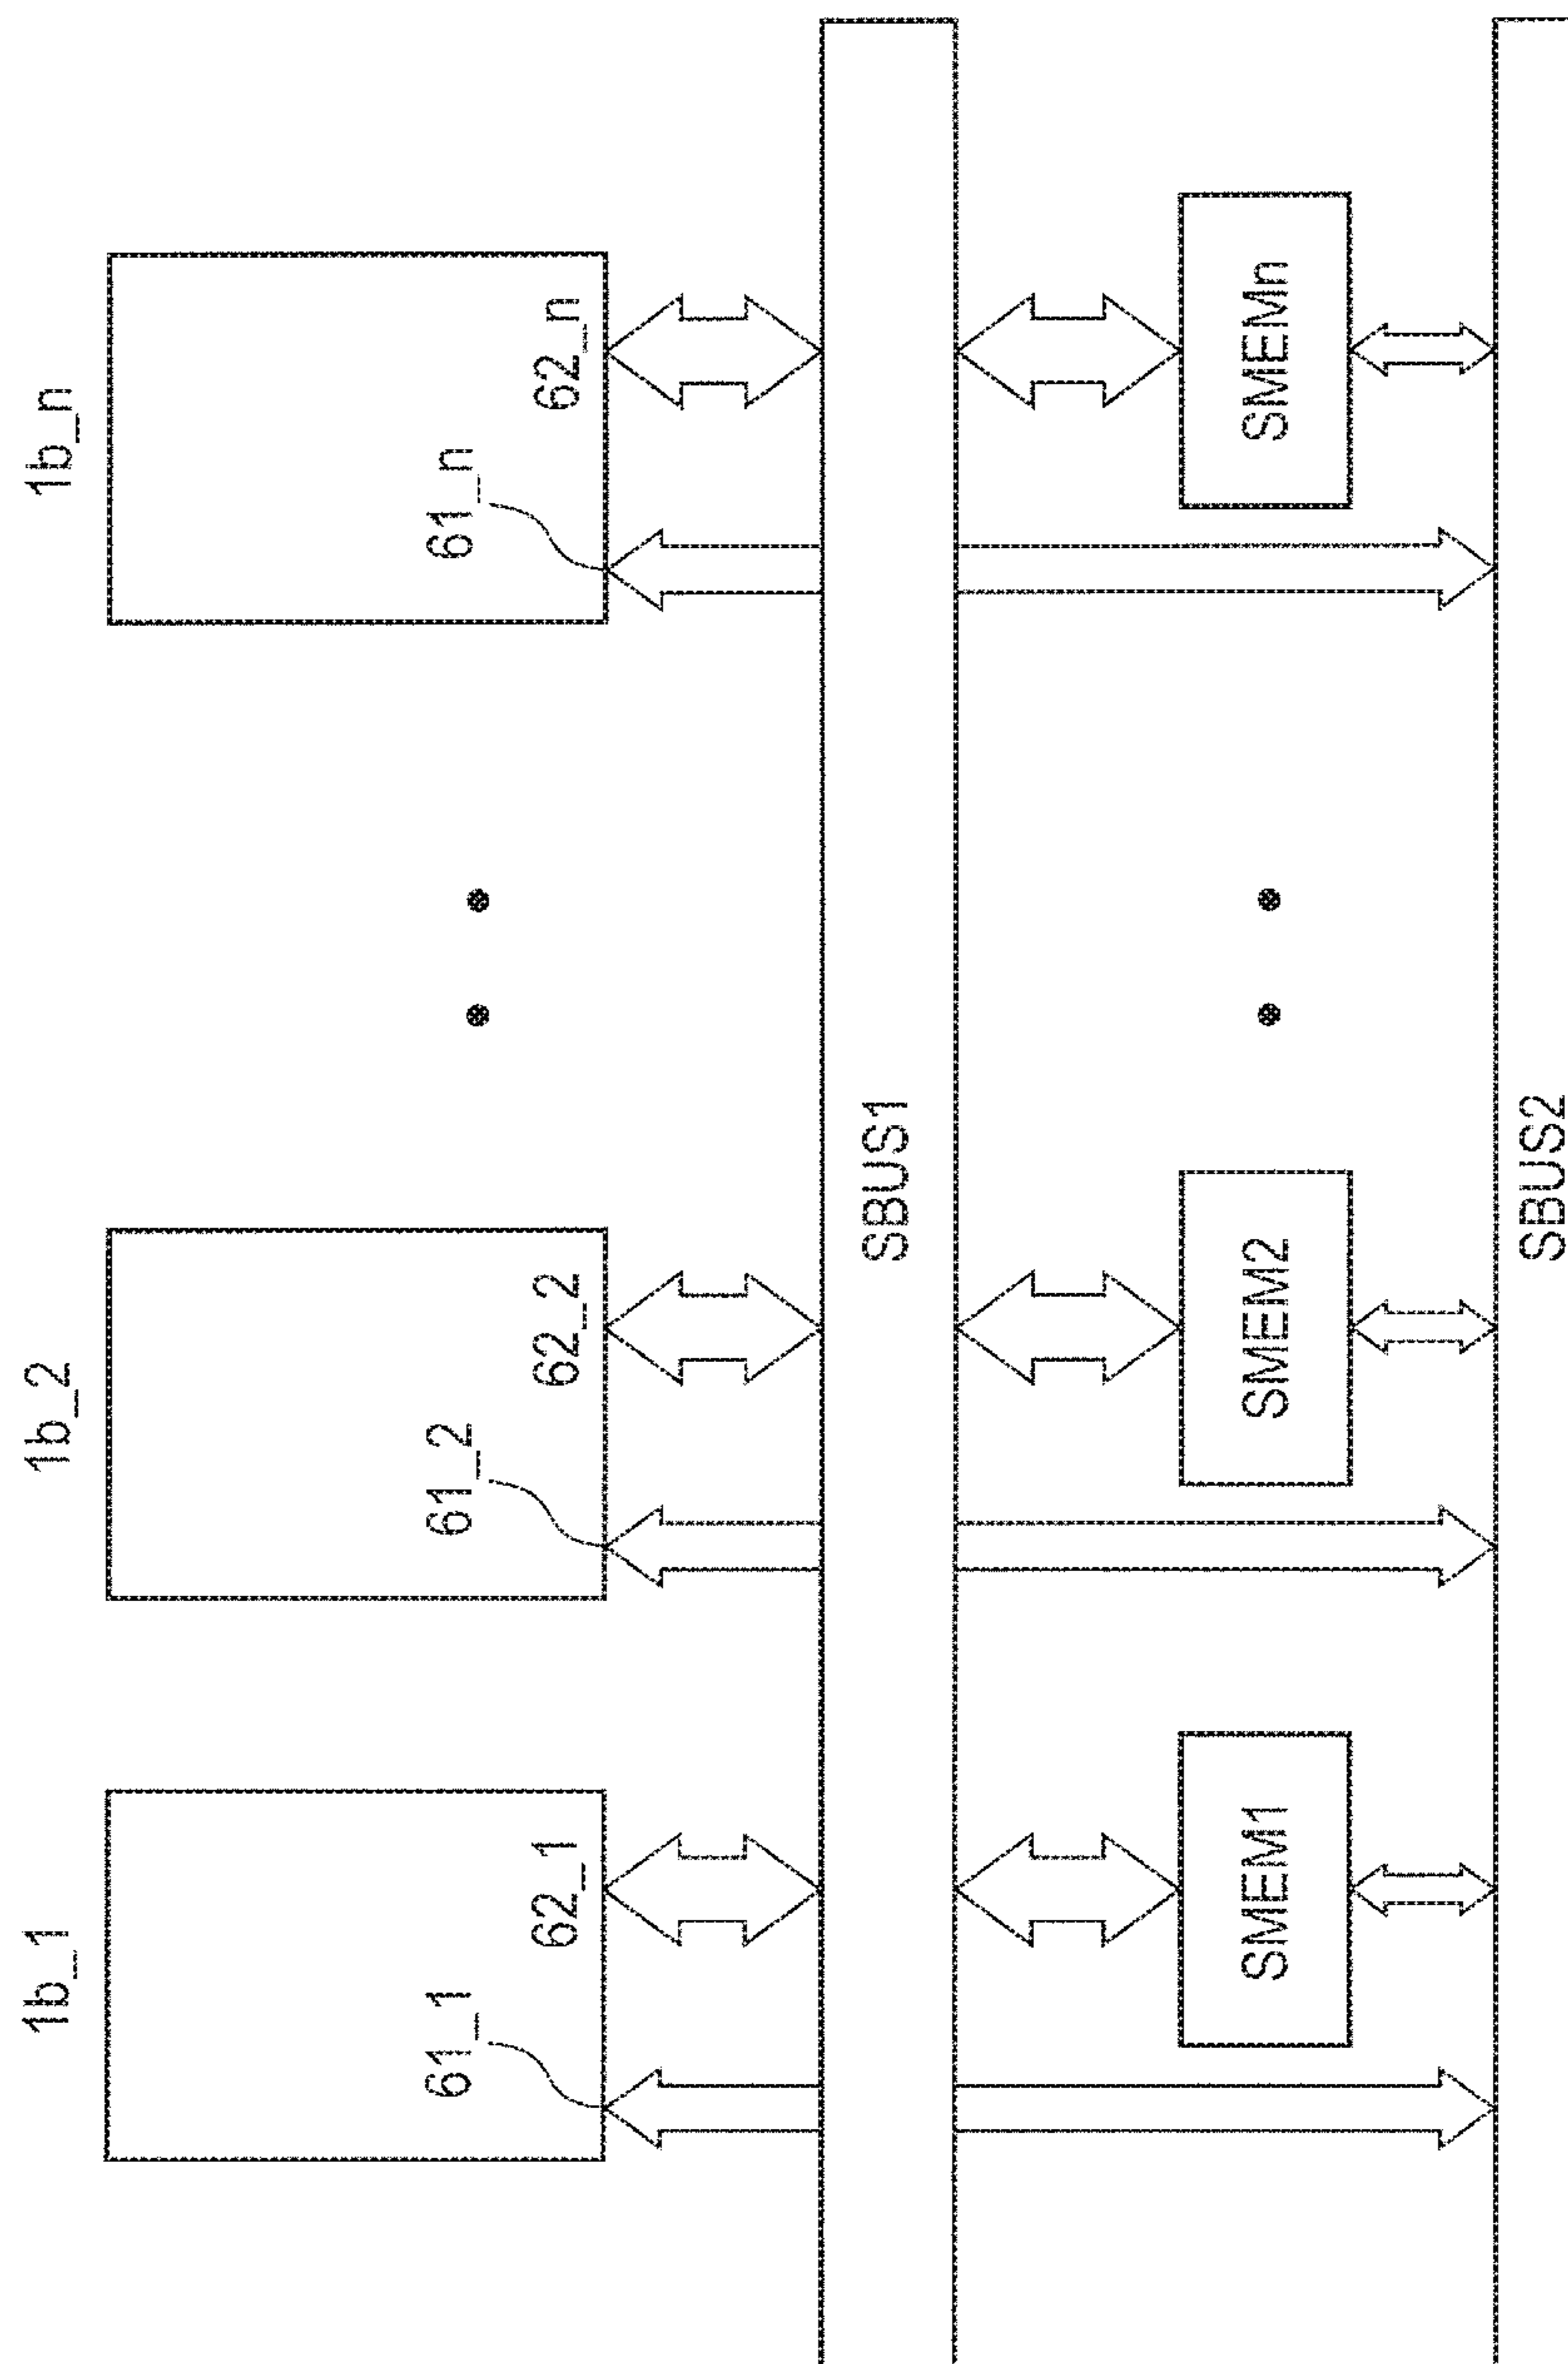 1b_1
1b_2
1b_n
61_1
62_1
61_2
62_2
61_n
62_n
SBUS1
SMEM1
SMEM2
SMEMn
SBUS2